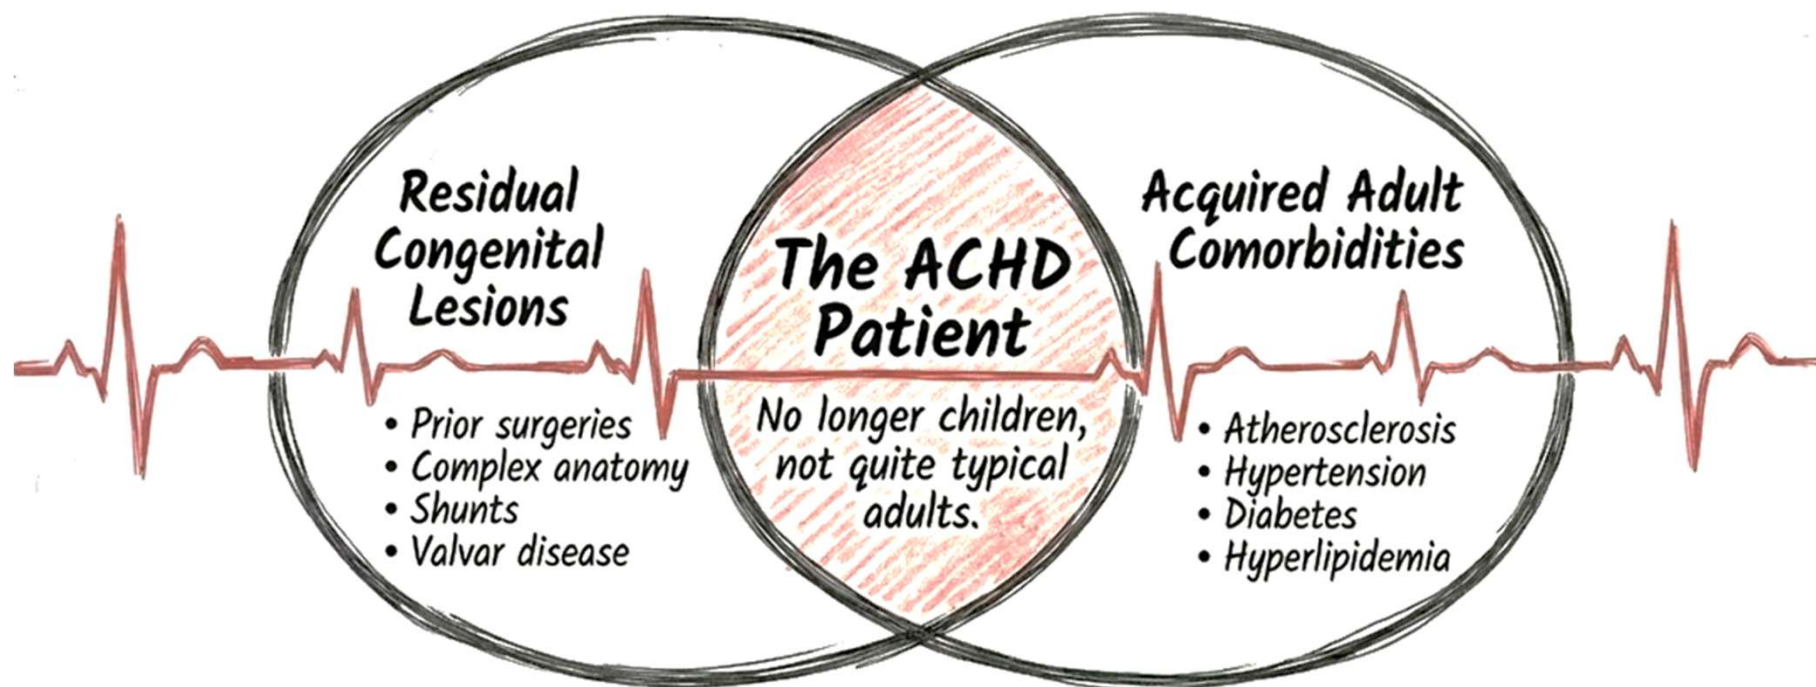 Residual
Congenital
Lesions
• Prior surgeries
• Complex anatomy
• Shunts
• Valvar disease
The ACHD
Patient
No longer children,
not quite typical
adults.
Acquired Adult
Comorbidities
• Atherosclerosis
• Hypertension
• Diabetes
• Hyperlipidemia